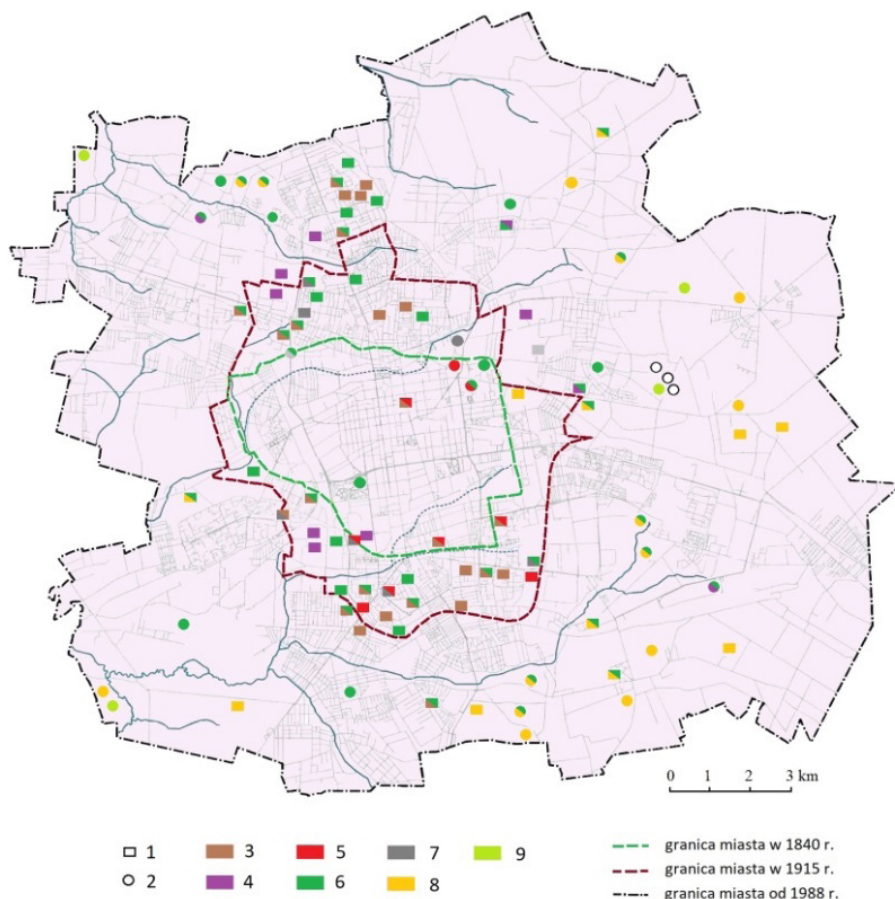 0 1 2 3 km
1 3 5 7 9 granica miasta w 1840 r.
granica miasta w 1915 r.
2 4 6 8 granica miasta od 1988 r.